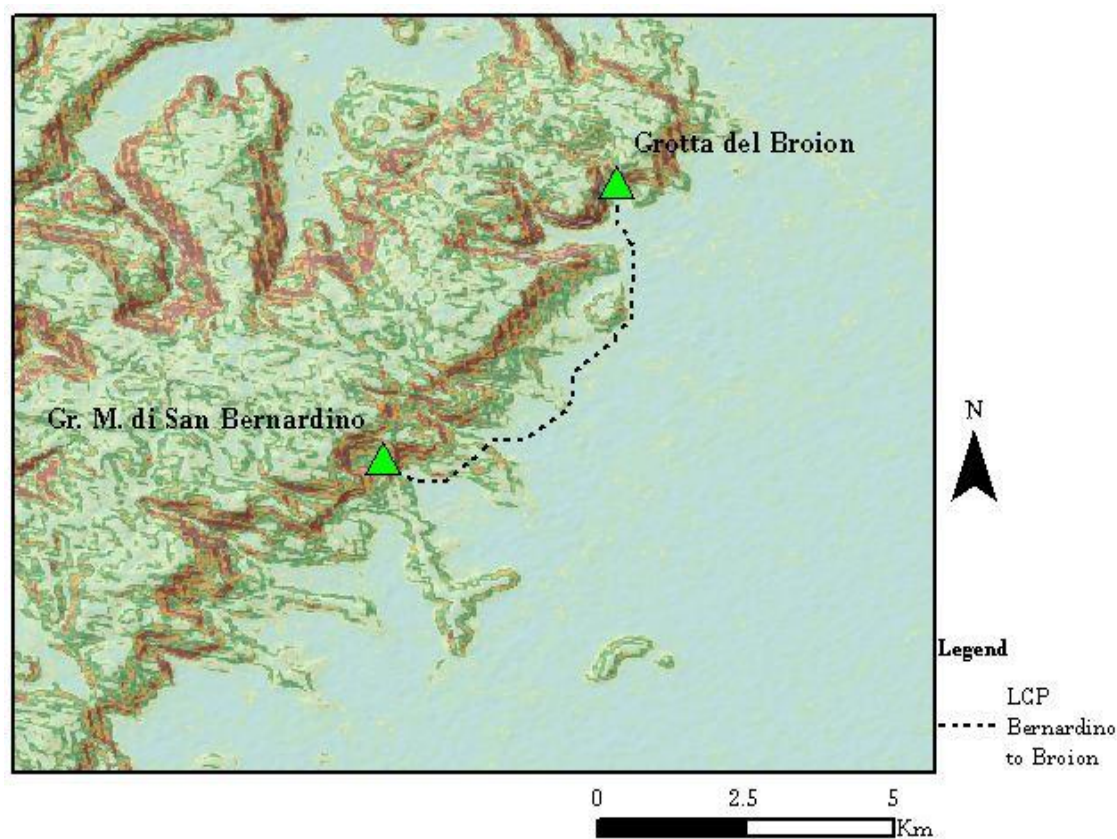 Grotta del Broion
Gr. M. di San Bernardino
N
Legend
LCP
Bernardino
to Broion
0 2.5 5
Km